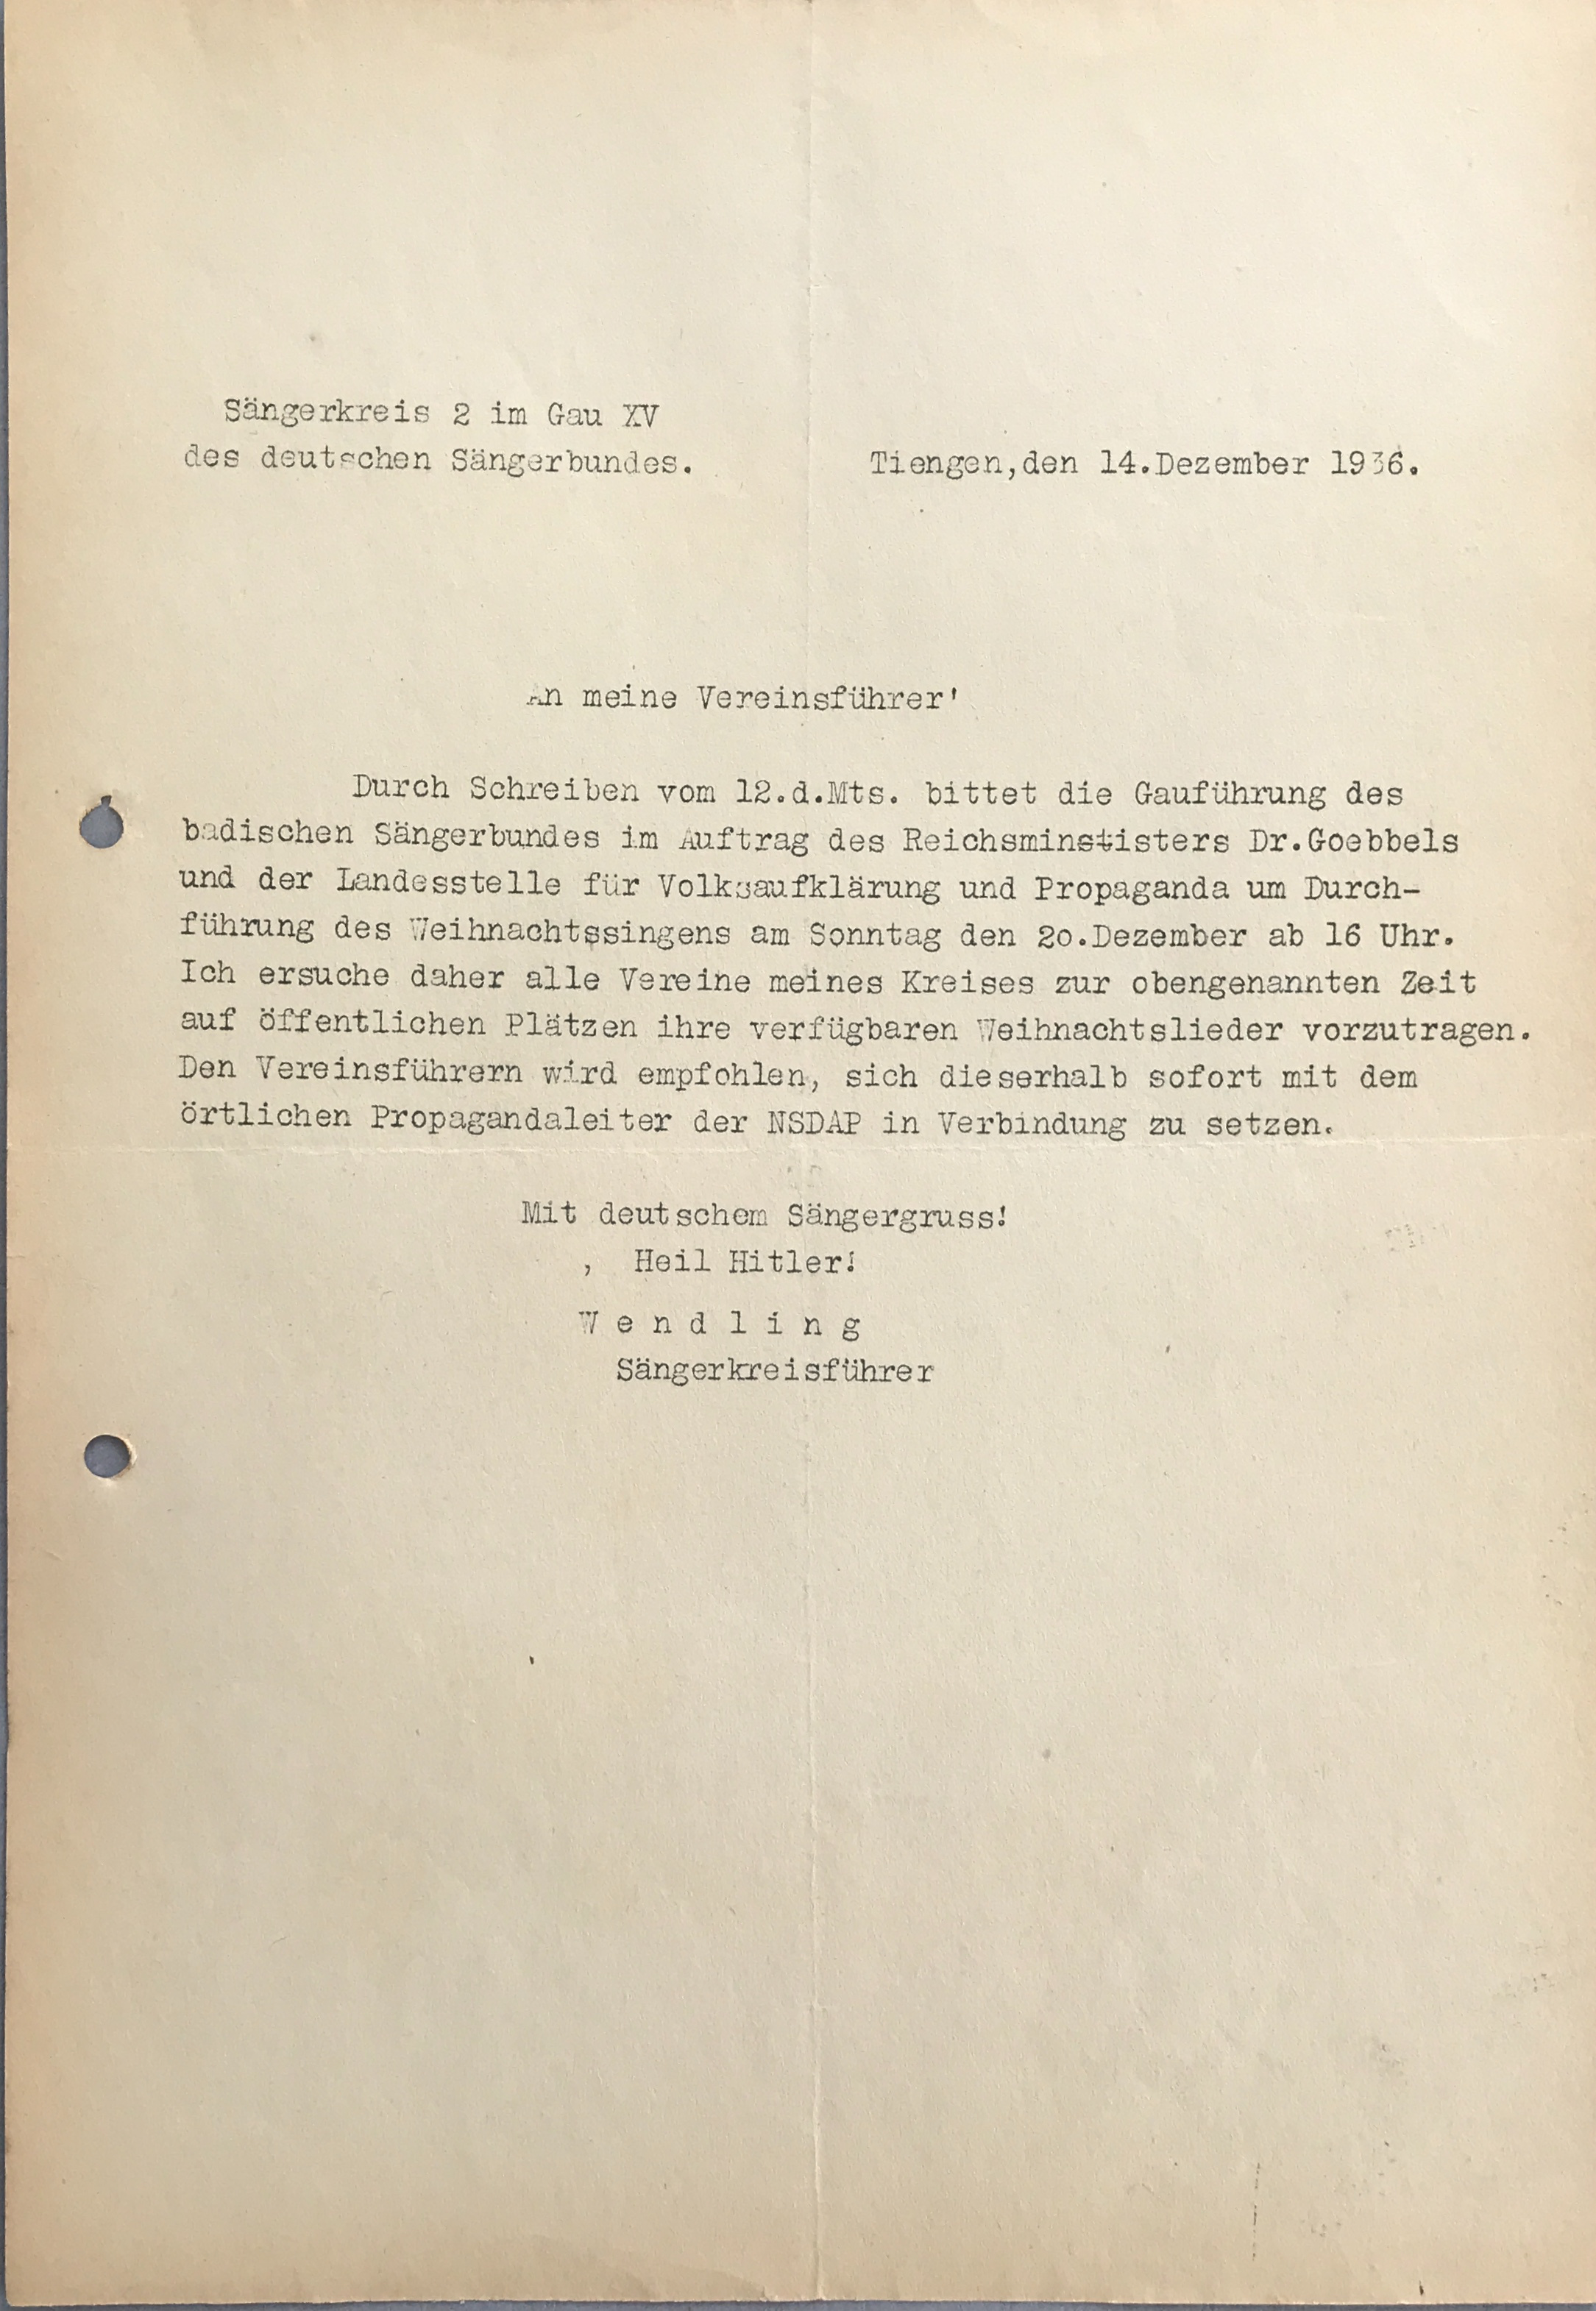 Sängerkreis 2 im Gau XV
des deutschen Sängerbundes.
Tiengen,den 14.Dezember 1936.
An meine Vereinsführer'
Durch Schreiben vom 12.d.Mts. bittet die Gauführung des
badischen Sängerbundes im Auftrag des Reichsminstisters Dr.Goebbels
und der Landesstelle für Volksaufklärung und Propaganda um Durch-
führung des Weihnachtssingens am Sonntag den 2o.Dezember ab 16 Uhr.
Ich ersuche daher alle Vereine meines Kreises zur obengenannten Zeit
auf öffentlichen Plätzen ihre verfügbaren Weihnachtslieder vorzutragen.
Den Vereinsführern wird empfohlen, sich dieserhalb sofort mit dem
örtlichen Propagandaleiter der NSDAP in Verbindung zu setzen.
Mit deutschem Sängergruss!
, Heil Hitler!
W e n d l i n g
Sängerkreisführer